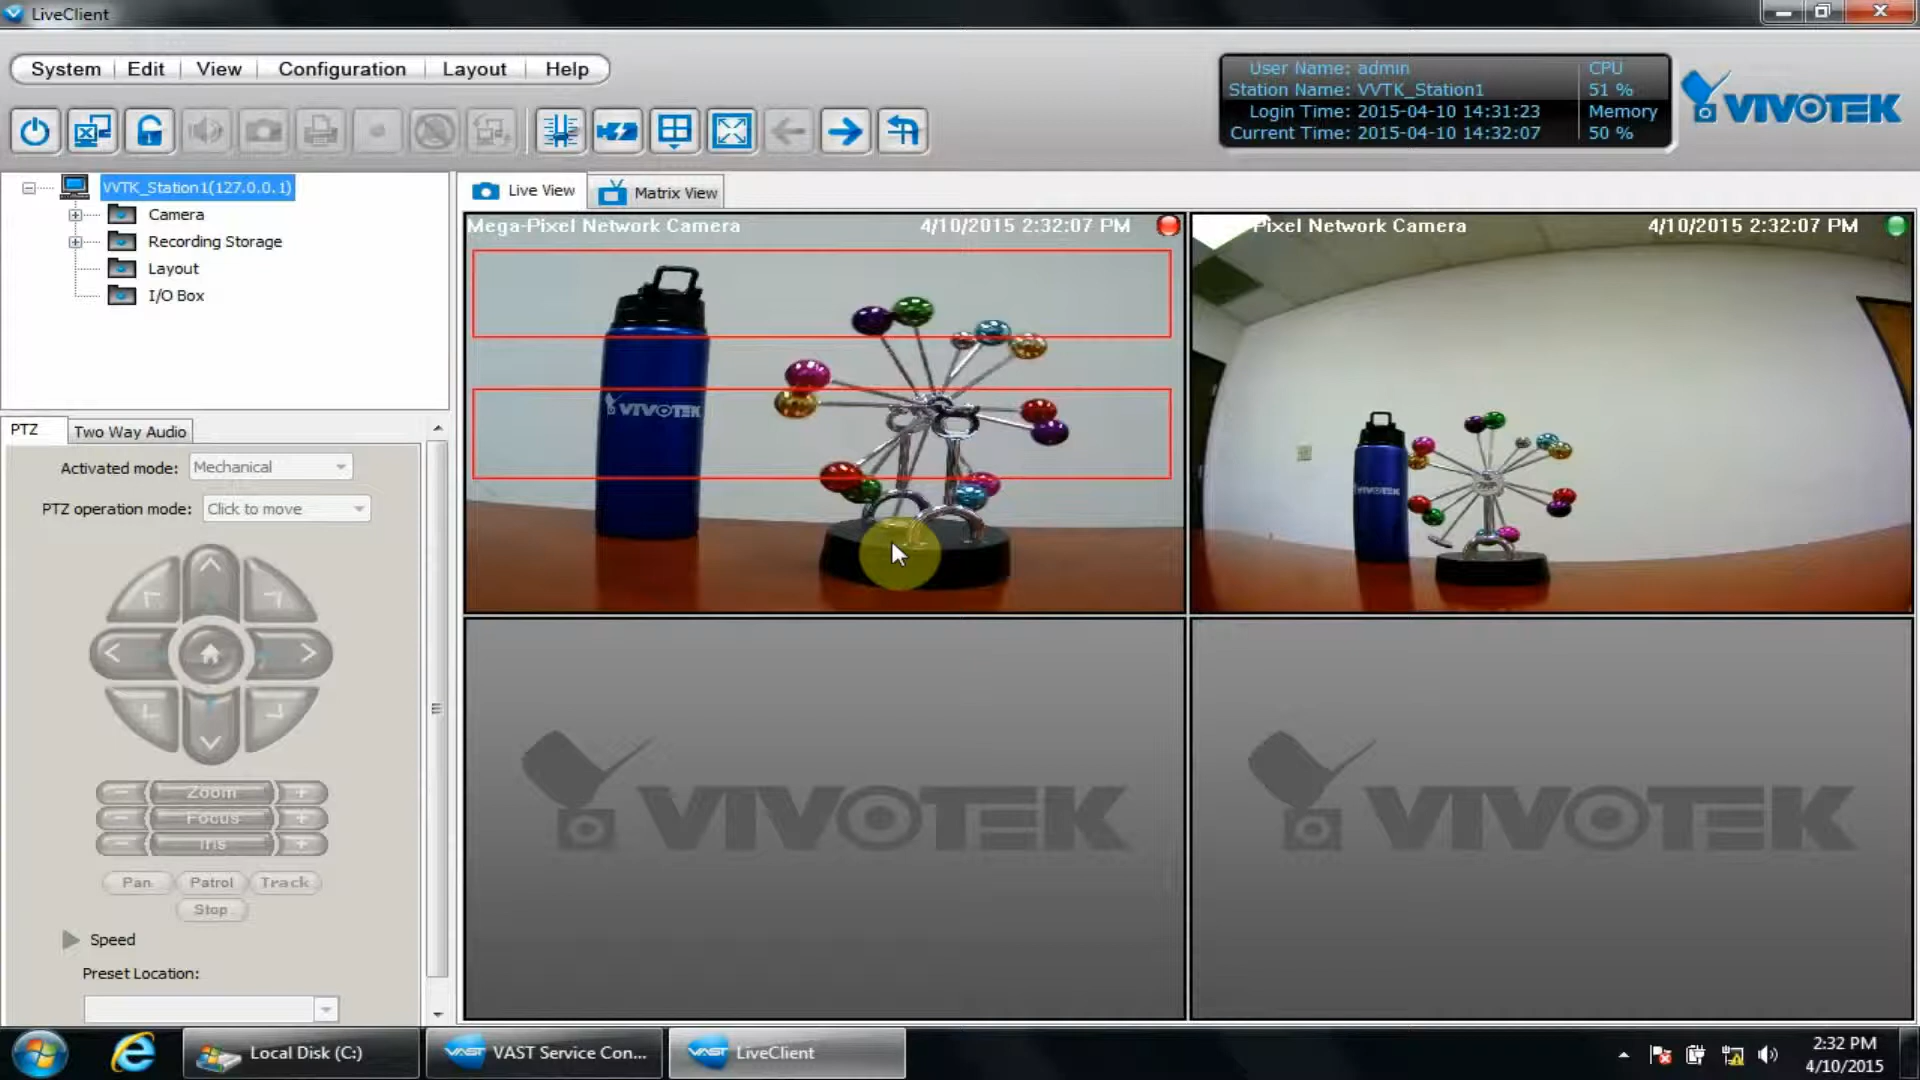 LiveClient
System Edit View Configuration Layout Help
User Name: admin
Station Name: VVTK_Station1
Login Time: 2015-04-10 14:31:23
Current Time: 2015-04-10 14:32:07
CPU
51 %
Memory
50 %
VIVOTEK
VVTK_Station1(127.0.0.1)
Camera
Recording Storage
Layout
I/O Box
Live View
Matrix View
Mega-Pixel Network Camera 4/10/2015 2:32:07 PM
Pixel Network Camera 4/10/2015 2:32:07 PM
VIVOTEK
VIVOTEK
PTZ
Two Way Audio
Activated mode: Mechanical
PTZ operation mode: Click to move
Zoom
Focus
Iris
Pan Patrol Track
Stop
Speed
Preset Location:
VIVOTEK
VIVOTEK
Local Disk (C:)
VAST
VAST Service Con...
VAST
LiveClient
2:32 PM
4/10/2015